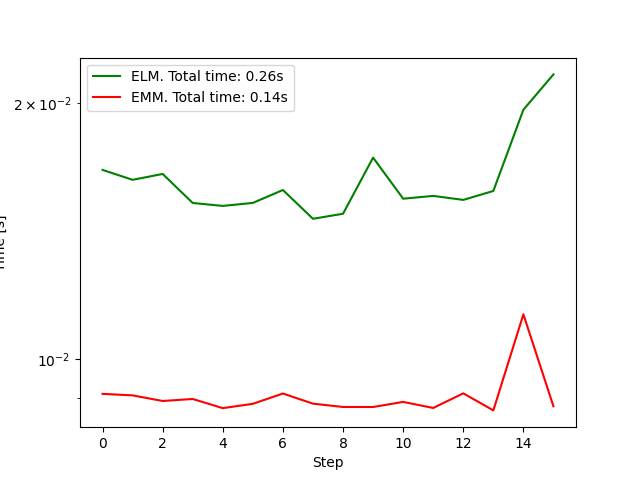 ELM. Total time: 0.26s
EMM. Total time: 0.14s
2 × 10⁻²
10⁻²
Time [s]
0 2 4 6 8 10 12 14
Step